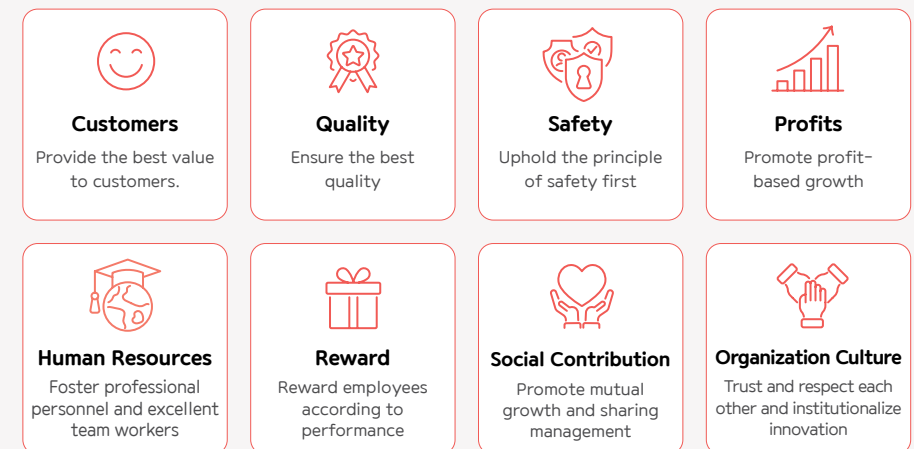 Customers
Provide the best value
to customers.
Quality
Ensure the best
quality
Safety
Uphold the principle
of safety first
Profits
Promote profit-
based growth
Human Resources
Foster professional
personnel and excellent
team workers
Reward
Reward employees
according to
performance
Social Contribution
Promote mutual
growth and sharing
management
Organization Culture
Trust and respect each
other and institutionalize
innovation